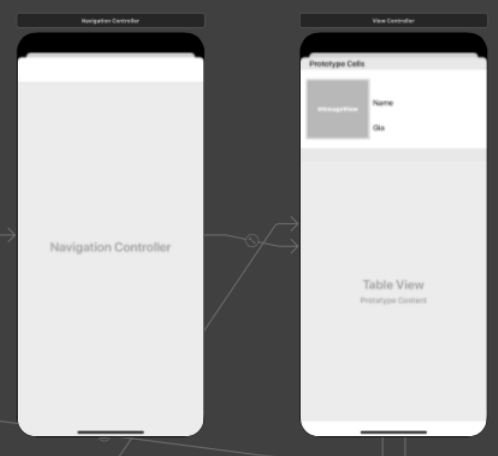 Navigation Controller
View Controller
Prototype Cells
UIImageView
Name
Gia
Navigation Controller
Table View
Prototype Content